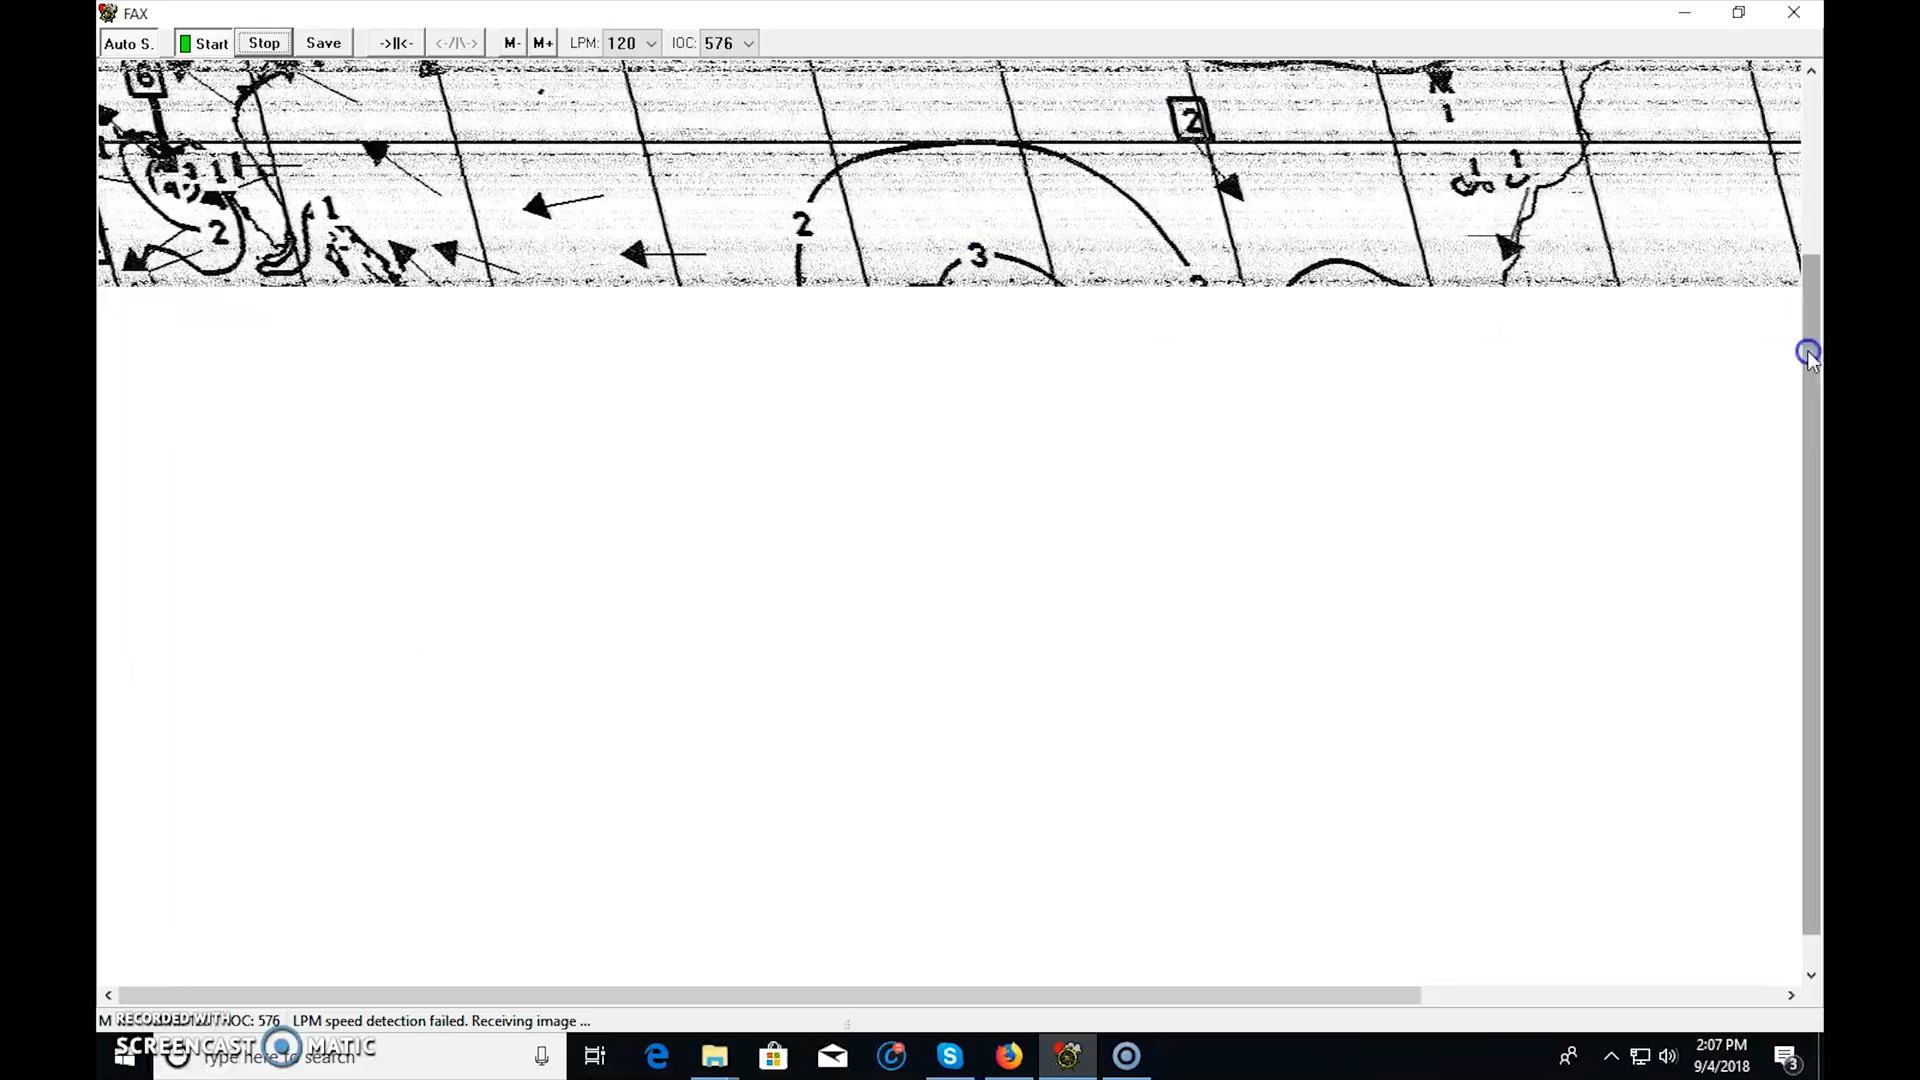 FAX
Auto S. Start Stop Save ->||<- <-/|\-> M- M+ LPM: 120 IOC: 576
6
2
1
3 1
1 1
2 1
2
3
IOC: 576 LPM speed detection failed. Receiving image ...
RECORDED WITH
SCREENCAST MATIC
Type here to search
2:07 PM
9/4/2018
3